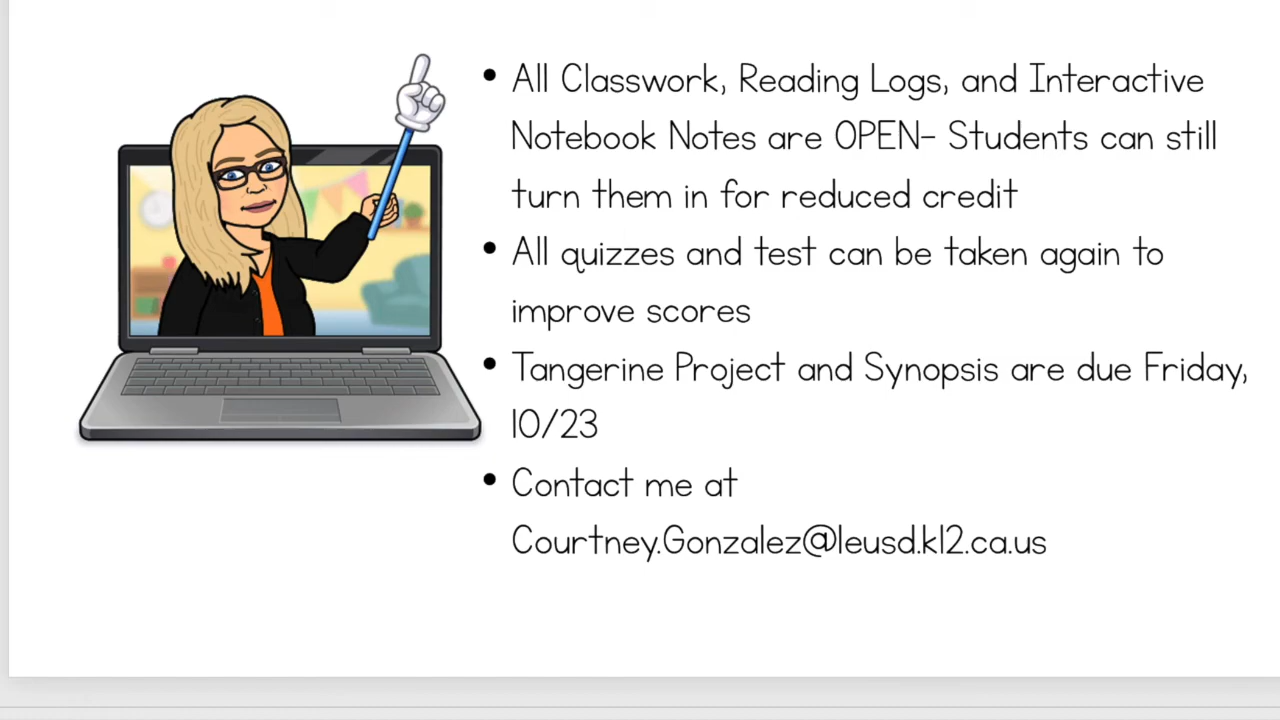 • All Classwork, Reading Logs, and Interactive
Notebook Notes are OPEN- Students can still
turn them in for reduced credit
• All quizzes and test can be taken again to
improve scores
• Tangerine Project and Synopsis are due Friday,
10/23
• Contact me at
Courtney.Gonzalez@leusd.k12.ca.us